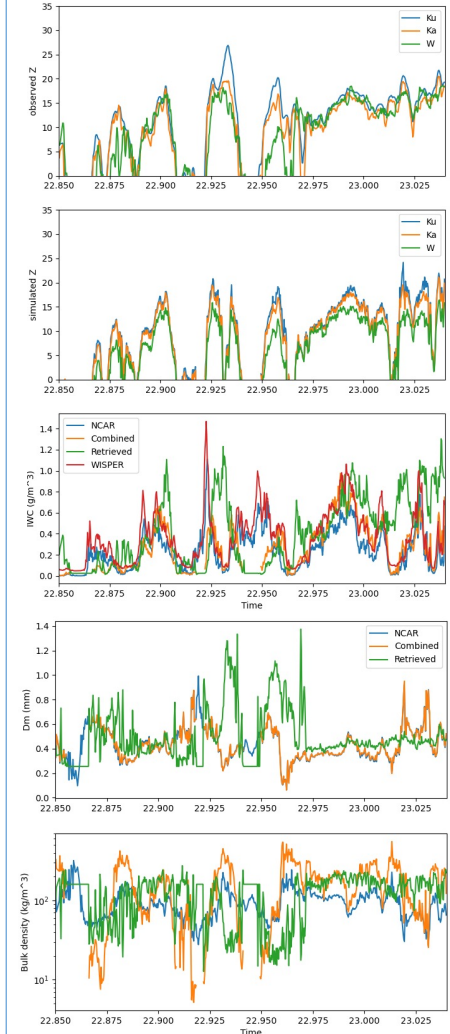 35
30
25
20
15
10
5
0
observed Z
Ku
Ka
W
22.850 22.875 22.900 22.925 22.950 22.975 23.000 23.025
35
30
25
20
15
10
5
0
simulated Z
Ku
Ka
W
22.850 22.875 22.900 22.925 22.950 22.975 23.000 23.025
1.4
1.2
1.0
0.8
0.6
0.4
0.2
0.0
IWC (g/m^3)
NCAR
Combined
Retrieved
WISPER
22.850 22.875 22.900 22.925 22.950 22.975 23.000 23.025
Time
1.4
1.2
1.0
0.8
0.6
0.4
0.2
0.0
Dm (mm)
NCAR
Combined
Retrieved
22.850 22.875 22.900 22.925 22.950 22.975 23.000 23.025
10²
10¹
Bulk density (kg/m^3)
22.850 22.875 22.900 22.925 22.950 22.975 23.000 23.025
Time